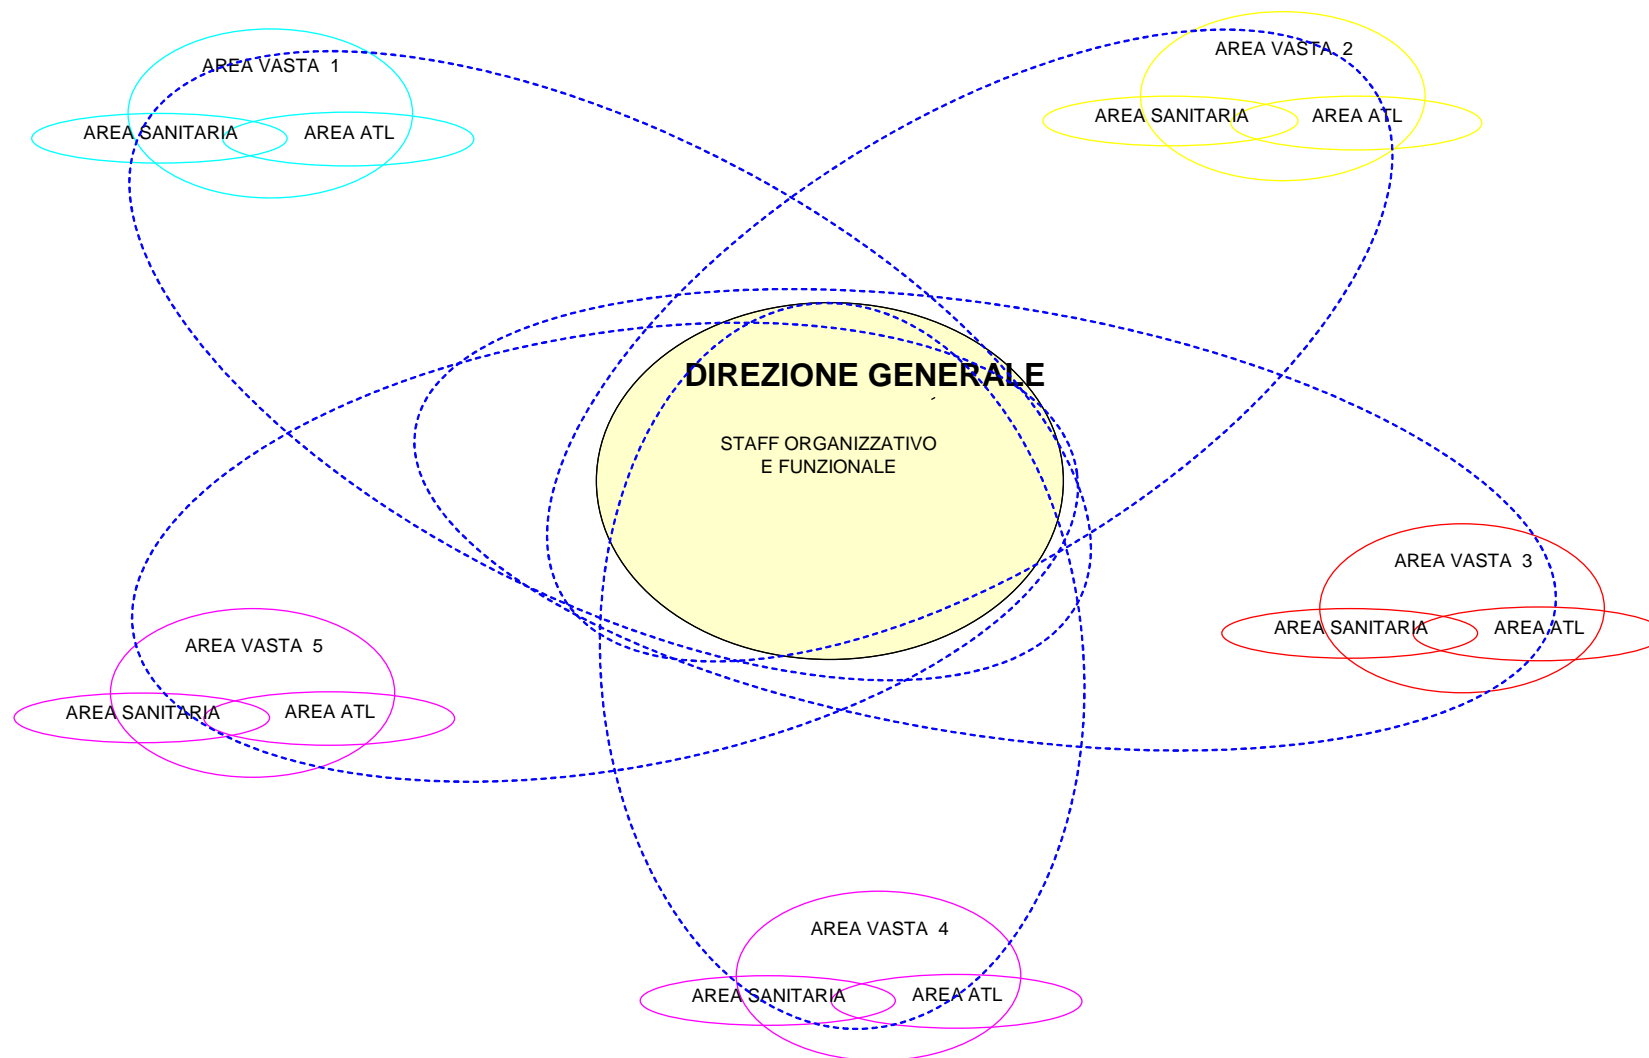 AREA VASTA  1
AREA SANITARIA
AREA ATL
AREA VASTA  2
AREA SANITARIA
AREA ATL
DIREZIONE GENERALE
STAFF ORGANIZZATIVO
E FUNZIONALE
AREA VASTA  3
AREA SANITARIA
AREA ATL
AREA VASTA  5
AREA SANITARIA
AREA ATL
AREA VASTA  4
AREA SANITARIA
AREA ATL